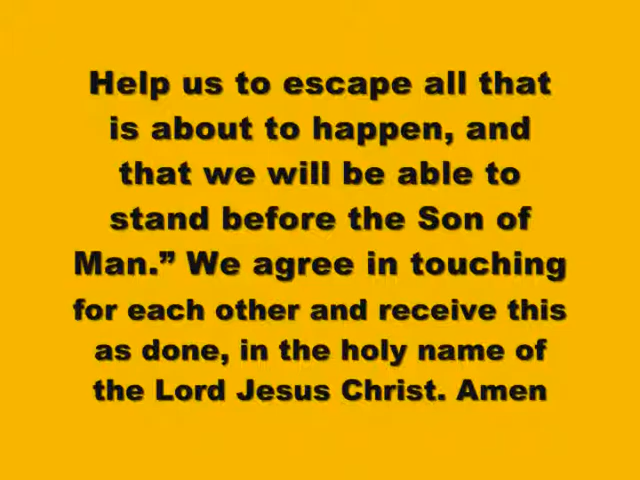 Help us to escape all that
is about to happen, and
that we will be able to
stand before the Son of
Man.” We agree in touching
for each other and receive this
as done, in the holy name of
the Lord Jesus Christ. Amen